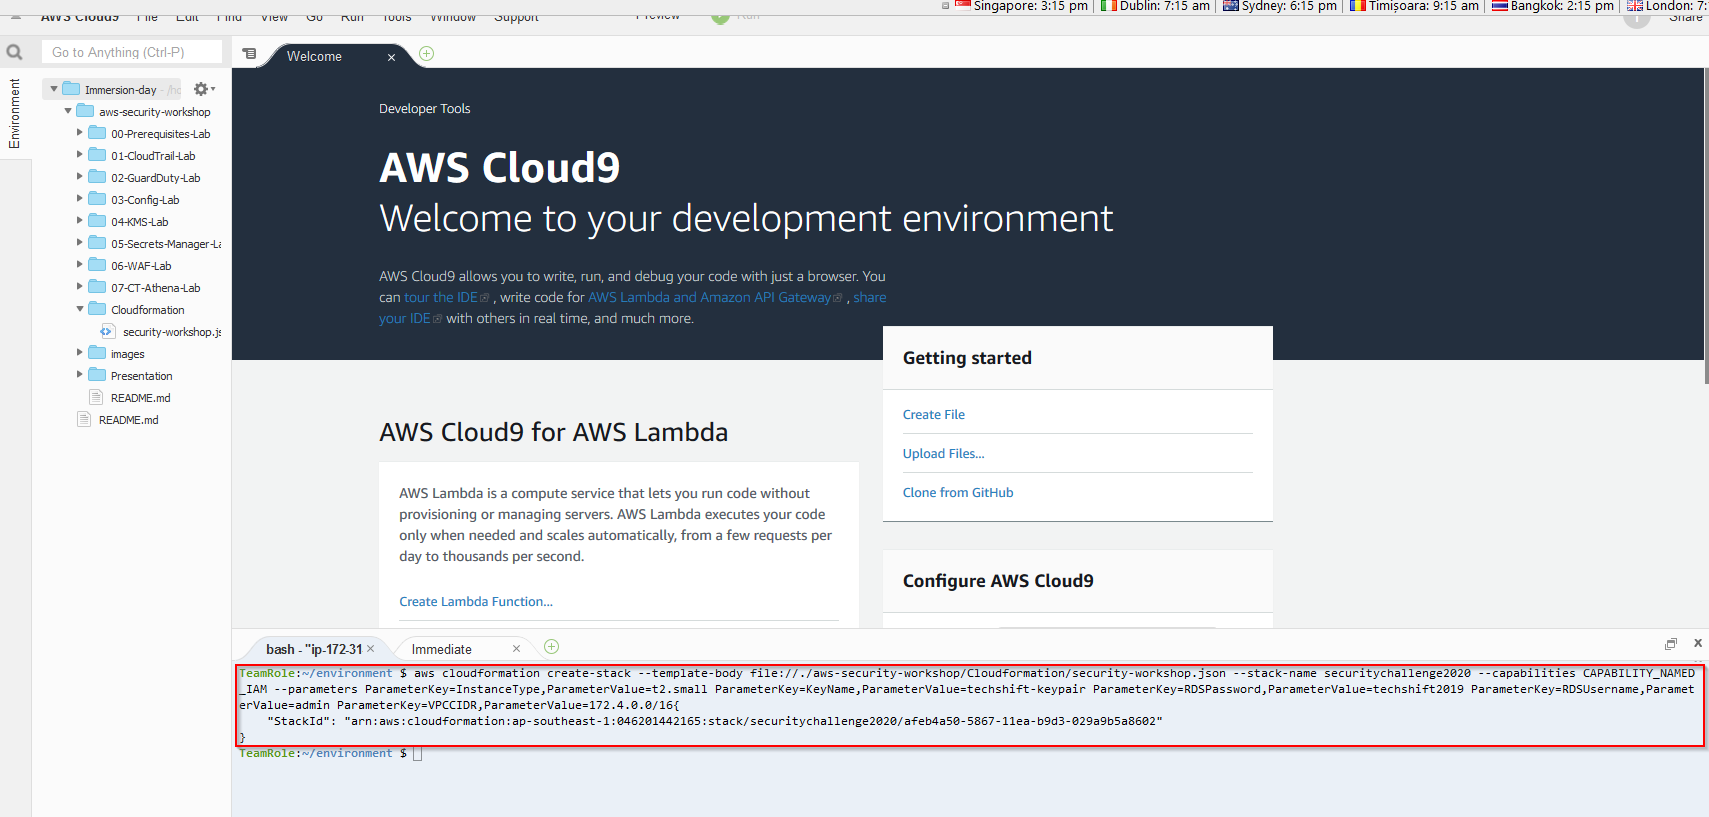 Singapore: 3:15 pm | Dublin: 7:15 am | Sydney: 6:15 pm | Timișoara: 9:15 am | Bangkok: 2:15 pm | London: 7:
AWS Cloud9 File Edit Find View Go Run Tools Window Support Preview Run Share
Go to Anything (Ctrl-P)
Welcome
Environment
Immersion-day
aws-security-workshop
00-Prerequisites-Lab
01-CloudTrail-Lab
02-GuardDuty-Lab
03-Config-Lab
04-KMS-Lab
05-Secrets-Manager-La
06-WAF-Lab
07-CT-Athena-Lab
Cloudformation
security-workshop.js
images
Presentation
README.md
README.md
Developer Tools
AWS Cloud9
Welcome to your development environment
AWS Cloud9 allows you to write, run, and debug your code with just a browser. You
can tour the IDE , write code for AWS Lambda and Amazon API Gateway , share
your IDE with others in real time, and much more.
Getting started
Create File
Upload Files...
Clone from GitHub
AWS Cloud9 for AWS Lambda
AWS Lambda is a compute service that lets you run code without
provisioning or managing servers. AWS Lambda executes your code
only when needed and scales automatically, from a few requests per
day to thousands per second.
Create Lambda Function...
Configure AWS Cloud9
bash - "ip-172-31
Immediate
TeamRole:~/environment $ aws cloudformation create-stack --template-body file://./aws-security-workshop/Cloudformation/security-workshop.json --stack-name securitychallenge2020 --capabilities CAPABILITY_NAMED
_IAM --parameters ParameterKey=InstanceType,ParameterValue=t2.small ParameterKey=KeyName,ParameterValue=techshift-keypair ParameterKey=RDSPassword,ParameterValue=techshift2019 ParameterKey=RDSUsername,Paramet
erValue=admin ParameterKey=VPCCIDR,ParameterValue=172.4.0.0/16{
"StackId": "arn:aws:cloudformation:ap-southeast-1:046201442165:stack/securitychallenge2020/afeb4a50-5867-11ea-b9d3-029a9b5a8602"
}
TeamRole:~/environment $